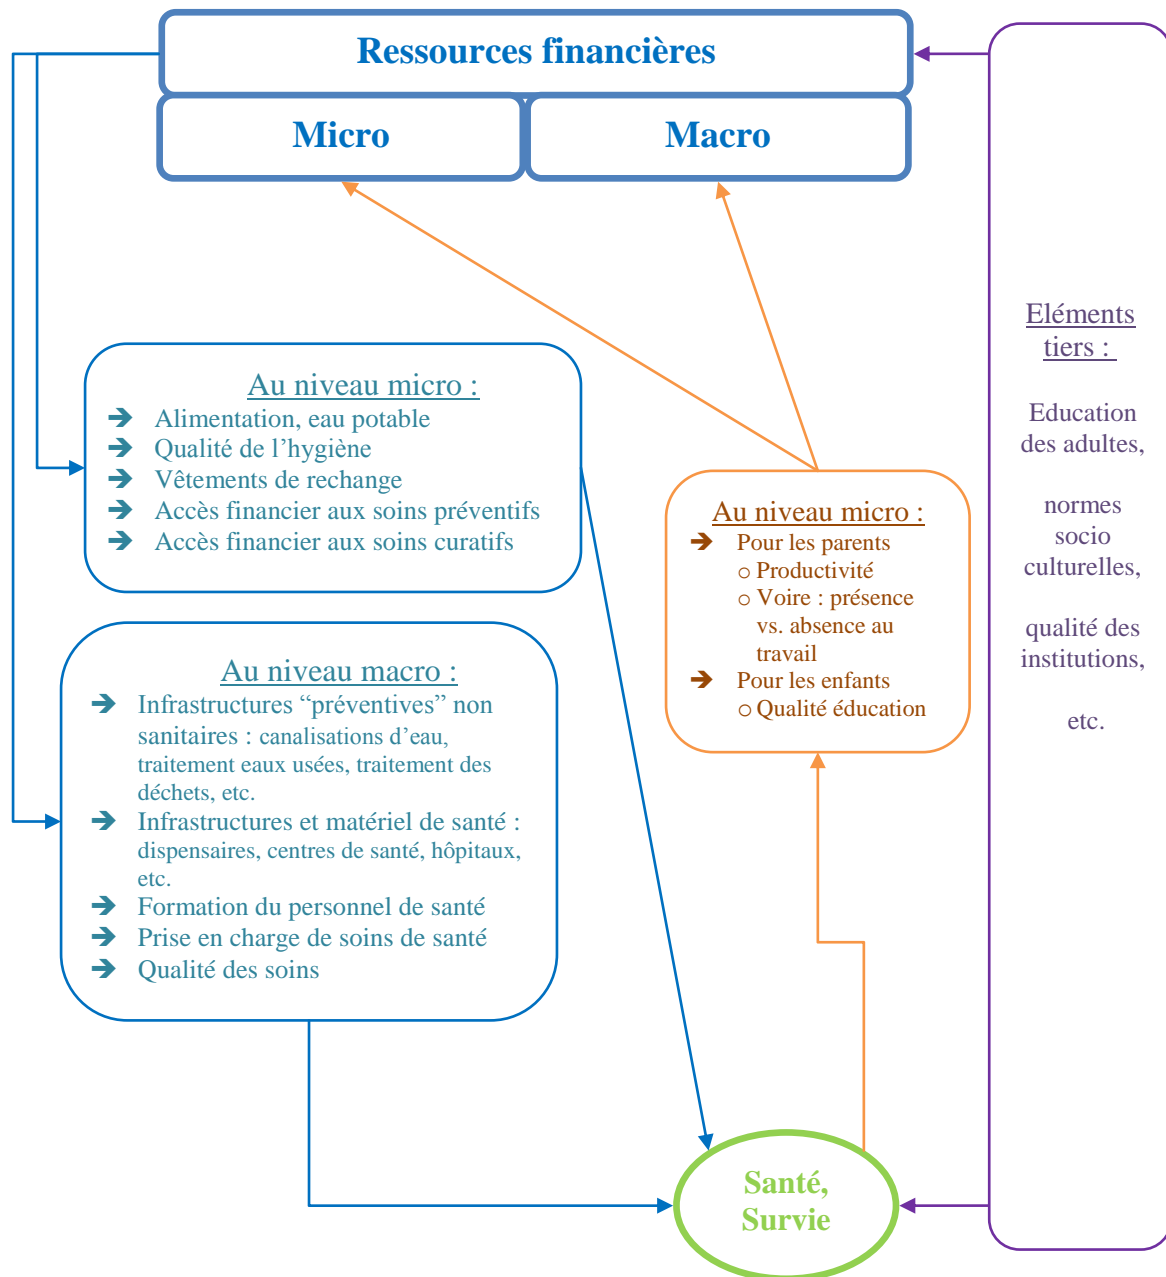 Ressources financières
Micro
Macro
Au niveau micro :
➔ Alimentation, eau potable
➔ Qualité de l’hygiène
➔ Vêtements de rechange
➔ Accès financier aux soins préventifs
➔ Accès financier aux soins curatifs
Au niveau macro :
➔ Infrastructures “préventives” non
sanitaires : canalisations d’eau,
traitement eaux usées, traitement des
déchets, etc.
➔ Infrastructures et matériel de santé :
dispensaires, centres de santé, hôpitaux,
etc.
➔ Formation du personnel de santé
➔ Prise en charge de soins de santé
➔ Qualité des soins
Au niveau micro :
➔ Pour les parents
o Productivité
o Voire : présence
vs. absence au
travail
➔ Pour les enfants
o Qualité éducation
Eléments
tiers :
Education
des adultes,
normes
socio
culturelles,
qualité des
institutions,
etc.
Santé,
Survie